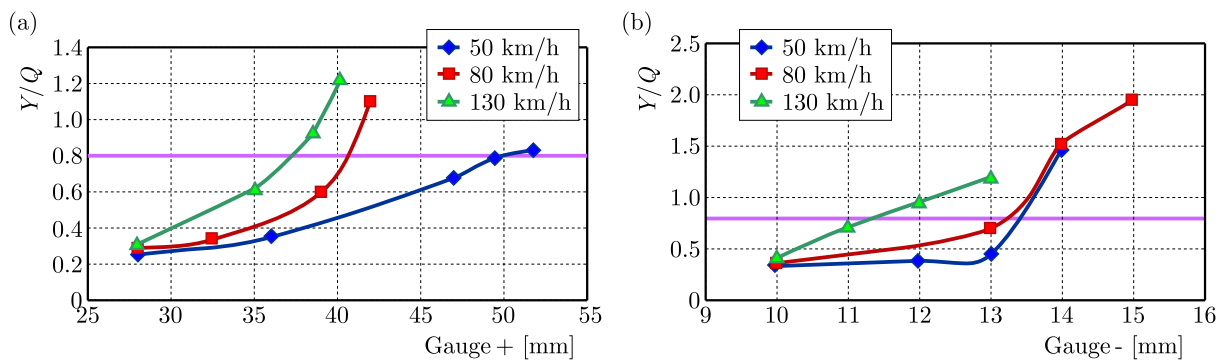 (a)
Y/Q
1.4
1.2
1.0
0.8
0.6
0.4
0.2
0
25 30 35 40 45 50 55
Gauge + [mm]
50 km/h
80 km/h
130 km/h
(b)
Y/Q
2.5
2.0
1.5
1.0
0.5
0
9 10 11 12 13 14 15 16
Gauge - [mm]
50 km/h
80 km/h
130 km/h